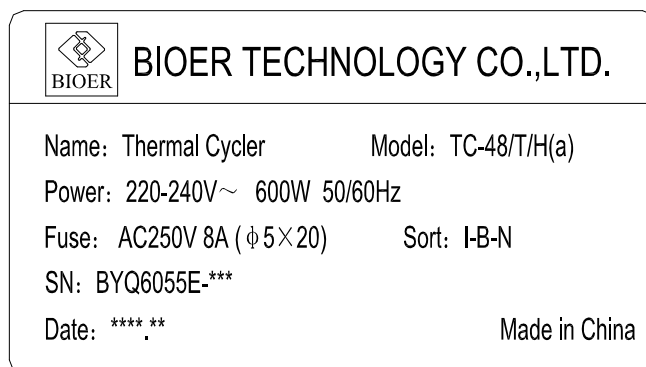 BIOER
BIOER TECHNOLOGY CO.,LTD.
Name：Thermal Cycler Model：TC-48/T/H(a)
Power：220-240V～ 600W 50/60Hz
Fuse：AC250V 8A (ϕ5×20) Sort：I-B-N
SN：BYQ6055E-***
Date：****.** Made in China